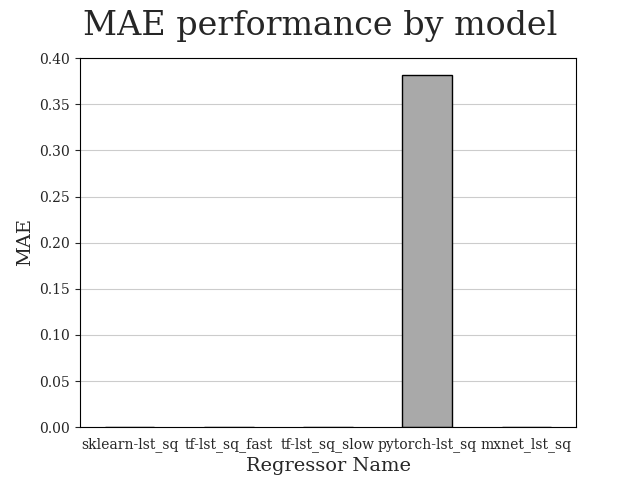 MAE performance by model
0.40
0.35
0.30
0.25
0.20
0.15
0.10
0.05
0.00
MAE
sklearn-lst_sq tf-lst_sq_fast tf-lst_sq_slow pytorch-lst_sq mxnet_lst_sq
Regressor Name